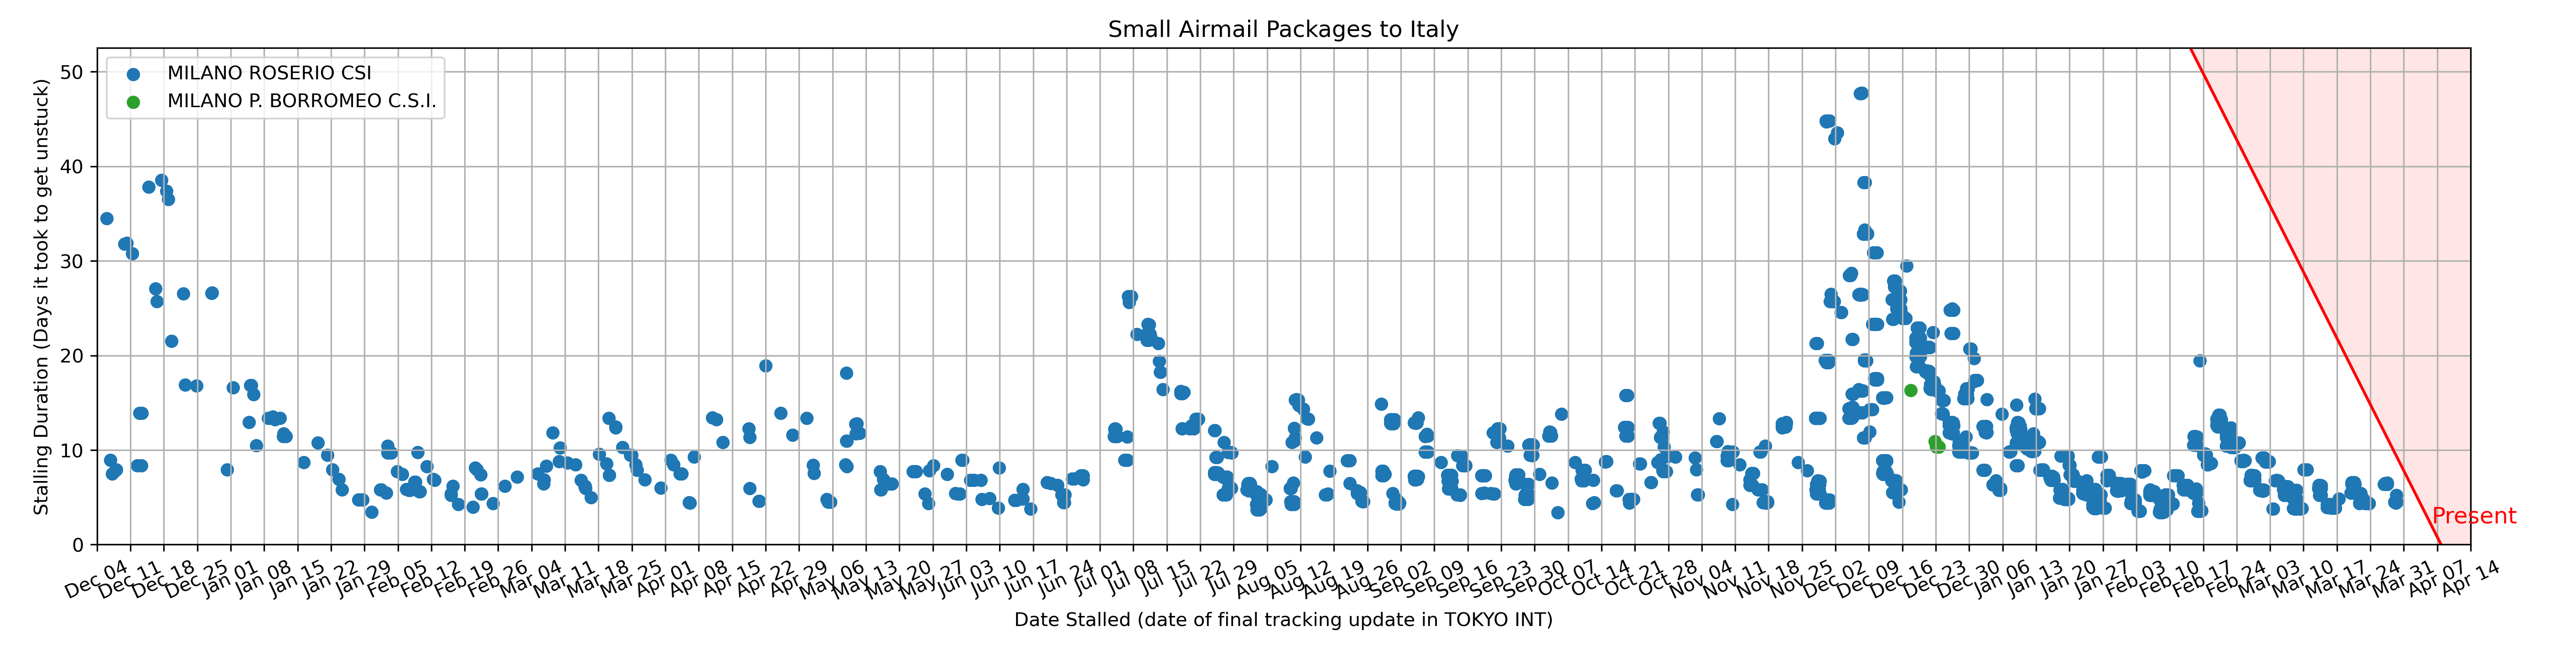 Small Airmail Packages to Italy
MILANO ROSERIO CSI
MILANO P. BORROMEO C.S.I.
Stalling Duration (Days it took to get unstuck)
50
40
30
20
10
0
Present
Dec 04
Dec 11
Dec 18
Dec 25
Jan 01
Jan 08
Jan 15
Jan 22
Jan 29
Feb 05
Feb 12
Feb 19
Feb 26
Mar 04
Mar 11
Mar 18
Mar 25
Apr 01
Apr 08
Apr 15
Apr 22
Apr 29
May 06
May 13
May 20
May 27
Jun 03
Jun 10
Jun 17
Jun 24
Jul 01
Jul 08
Jul 15
Jul 22
Jul 29
Aug 05
Aug 12
Aug 19
Aug 26
Sep 02
Sep 09
Sep 16
Sep 23
Sep 30
Oct 07
Oct 14
Oct 21
Oct 28
Nov 04
Nov 11
Nov 18
Nov 25
Dec 02
Dec 09
Dec 16
Dec 23
Dec 30
Jan 06
Jan 13
Jan 20
Jan 27
Feb 03
Feb 10
Feb 17
Feb 24
Mar 03
Mar 10
Mar 17
Mar 24
Mar 31
Apr 07
Apr 14
Date Stalled (date of final tracking update in TOKYO INT)